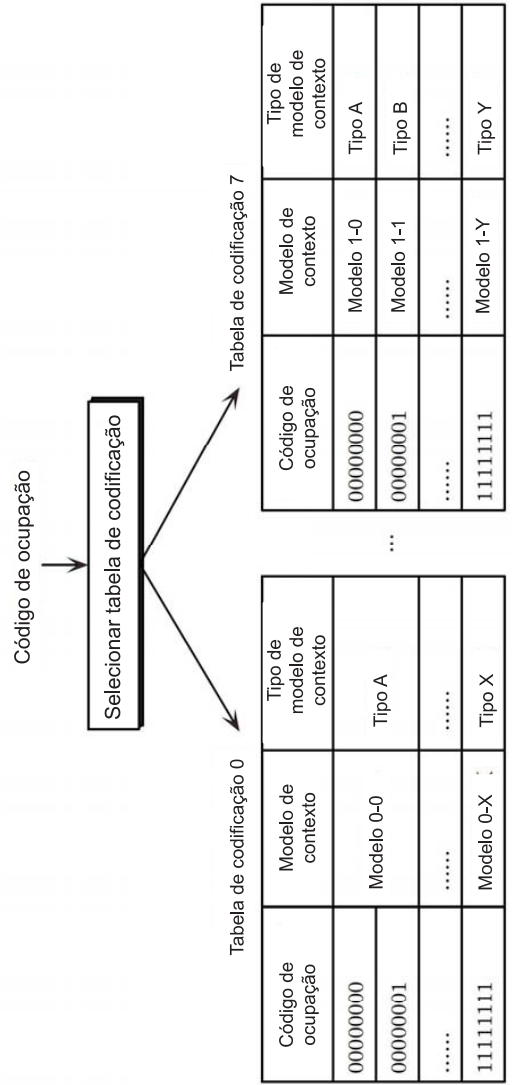 Código de ocupação
Selecionar tabela de codificação
Tabela de codificação 0
Código de
ocupação
Modelo de
contexto
Tipo de
modelo de
contexto
00000000
Modelo 0-0
Tipo A
00000001
......
......
......
11111111
Modelo 0-X
Tipo X
...
Tabela de codificação 7
Código de
ocupação
Modelo de
contexto
Tipo de
modelo de
contexto
00000000
Modelo 1-0
Tipo A
00000001
Modelo 1-1
Tipo B
......
......
......
11111111
Modelo 1-Y
Tipo Y